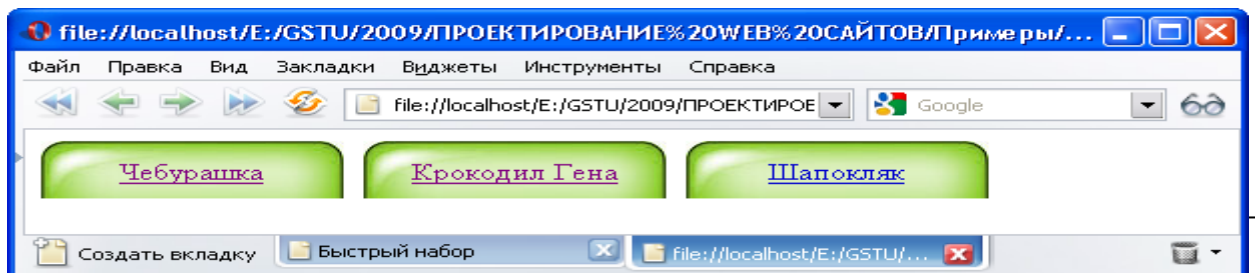 file://localhost/E:/GSTU/2009/ПРОЕКТИРОВАНИЕ%20WEB%20САЙТОВ/Примеры/...
Файл Правка Вид Закладки Виджеты Инструменты Справка
file://localhost/E:/GSTU/2009/ПРОЕКТИРОЕ Google
Чебурашка Крокодил Гена Шапокляк
Создать вкладку Быстрый набор file://localhost/E:/GSTU/...